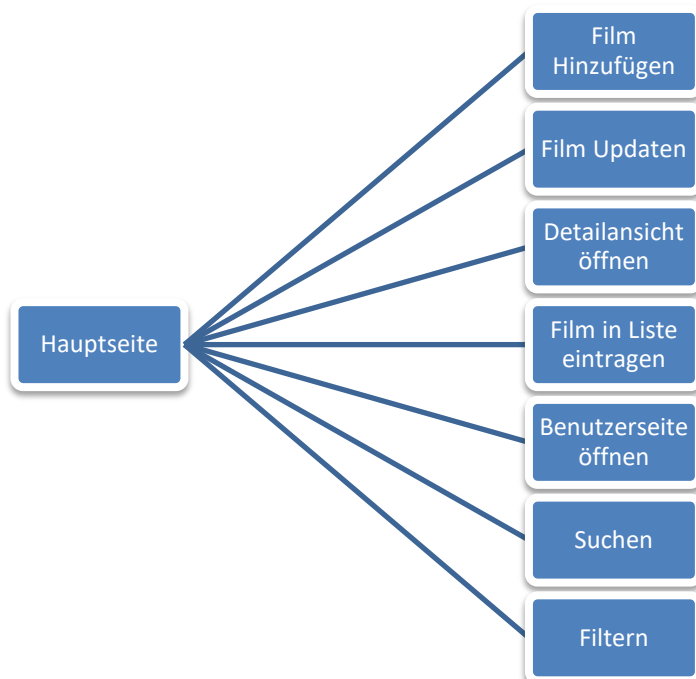 Film
Hinzufügen
Film Updaten
Detailansicht
öffnen
Hauptseite
Film in Liste
eintragen
Benutzerseite
öffnen
Suchen
Filtern